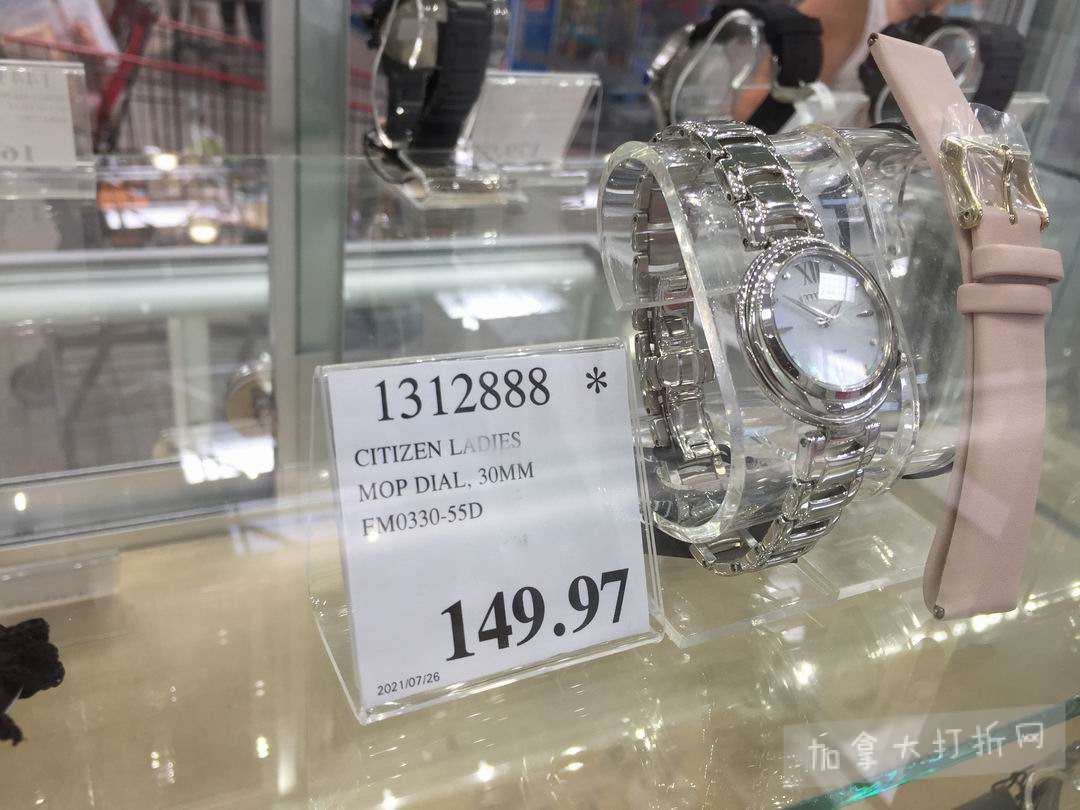 1312888 *
CITIZEN LADIES
MOP DIAL, 30MM
EM0330-55D
149.97
2021/07/26
加拿大打折网